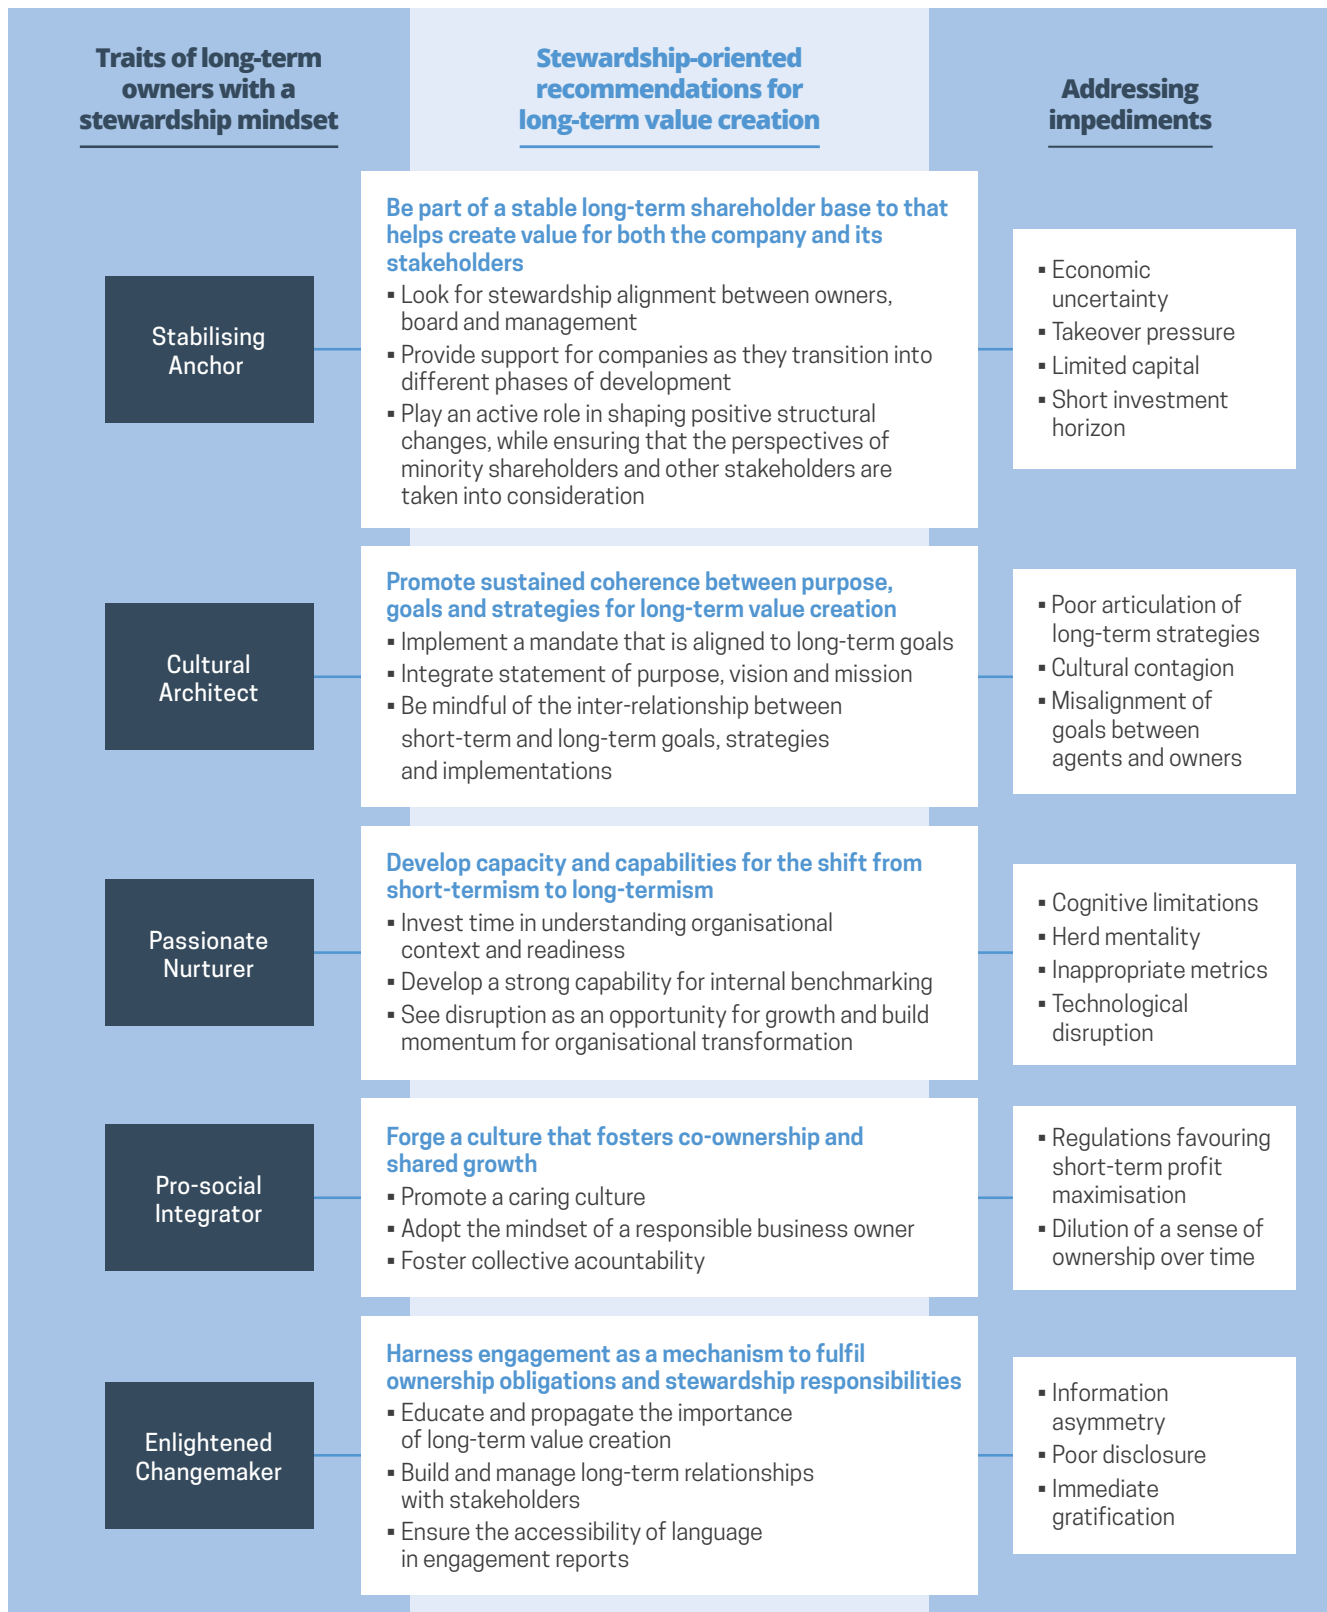 Traits of long-term
owners with a
stewardship mindset
Stewardship-oriented
recommendations for
long-term value creation
Addressing
impediments
Stabilising
Anchor
Be part of a stable long-term shareholder base to that
helps create value for both the company and its
stakeholders
▪ Look for stewardship alignment between owners,
board and management
▪ Provide support for companies as they transition into
different phases of development
▪ Play an active role in shaping positive structural
changes, while ensuring that the perspectives of
minority shareholders and other stakeholders are
taken into consideration
▪ Economic
uncertainty
▪ Takeover pressure
▪ Limited capital
▪ Short investment
horizon
Cultural
Architect
Promote sustained coherence between purpose,
goals and strategies for long-term value creation
▪ Implement a mandate that is aligned to long-term goals
▪ Integrate statement of purpose, vision and mission
▪ Be mindful of the inter-relationship between
short-term and long-term goals, strategies
and implementations
▪ Poor articulation of
long-term strategies
▪ Cultural contagion
▪ Misalignment of
goals between
agents and owners
Passionate
Nurturer
Develop capacity and capabilities for the shift from
short-termism to long-termism
▪ Invest time in understanding organisational
context and readiness
▪ Develop a strong capability for internal benchmarking
▪ See disruption as an opportunity for growth and build
momentum for organisational transformation
▪ Cognitive limitations
▪ Herd mentality
▪ Inappropriate metrics
▪ Technological
disruption
Pro-social
Integrator
Forge a culture that fosters co-ownership and
shared growth
▪ Promote a caring culture
▪ Adopt the mindset of a responsible business owner
▪ Foster collective acountability
▪ Regulations favouring
short-term profit
maximisation
▪ Dilution of a sense of
ownership over time
Enlightened
Changemaker
Harness engagement as a mechanism to fulfil
ownership obligations and stewardship responsibilities
▪ Educate and propagate the importance
of long-term value creation
▪ Build and manage long-term relationships
with stakeholders
▪ Ensure the accessibility of language
in engagement reports
▪ Information
asymmetry
▪ Poor disclosure
▪ Immediate
gratification